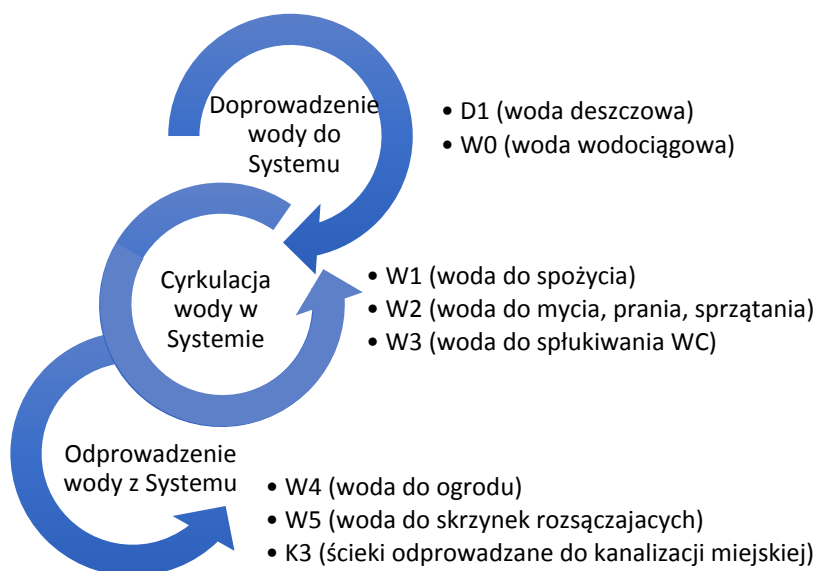 Doprowadzenie
wody do
Systemu
• D1 (woda deszczowa)
• W0 (woda wodociągowa)
Cyrkulacja
wody w
Systemie
• W1 (woda do spożycia)
• W2 (woda do mycia, prania, sprzątania)
• W3 (woda do spłukiwania WC)
Odprowadzenie
wody z Systemu
• W4 (woda do ogrodu)
• W5 (woda do skrzynek rozsączajacych)
• K3 (ścieki odprowadzane do kanalizacji miejskiej)